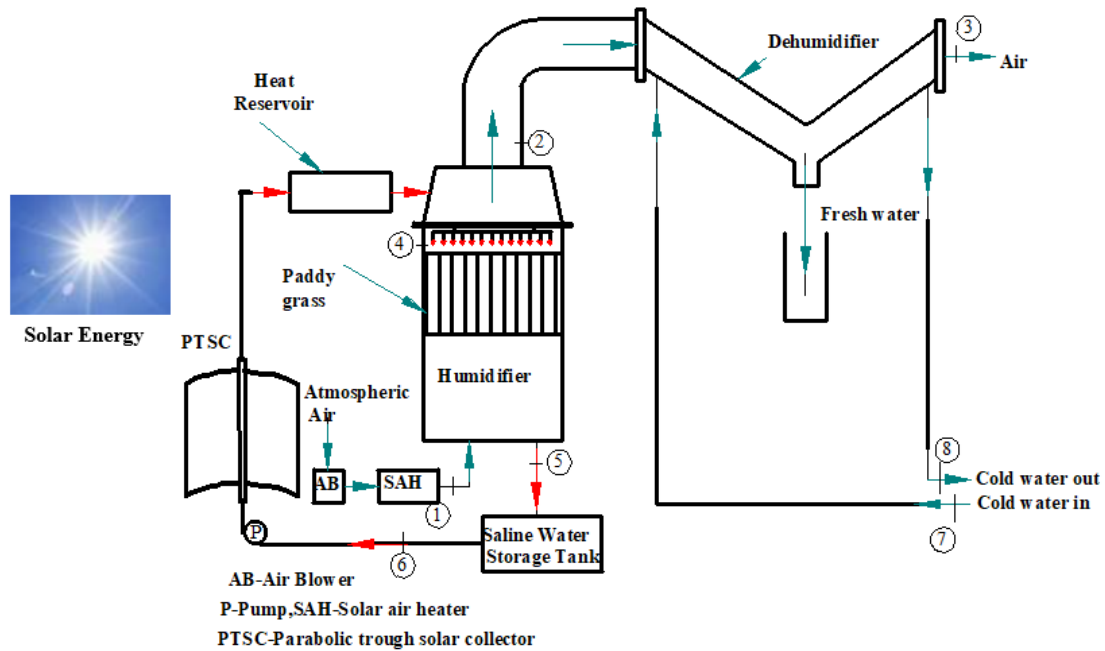 3
Dehumidifier
Air
Heat
Reservoir
2
Fresh water
4
Paddy
grass
Solar Energy
PTSC
Humidifier
Atmospheric
Air
5
8
AB
SAH
Cold water out
1
Cold water in
7
P
Saline Water
Storage Tank
6
AB-Air Blower
P-Pump,SAH-Solar air heater
PTSC-Parabolic trough solar collector